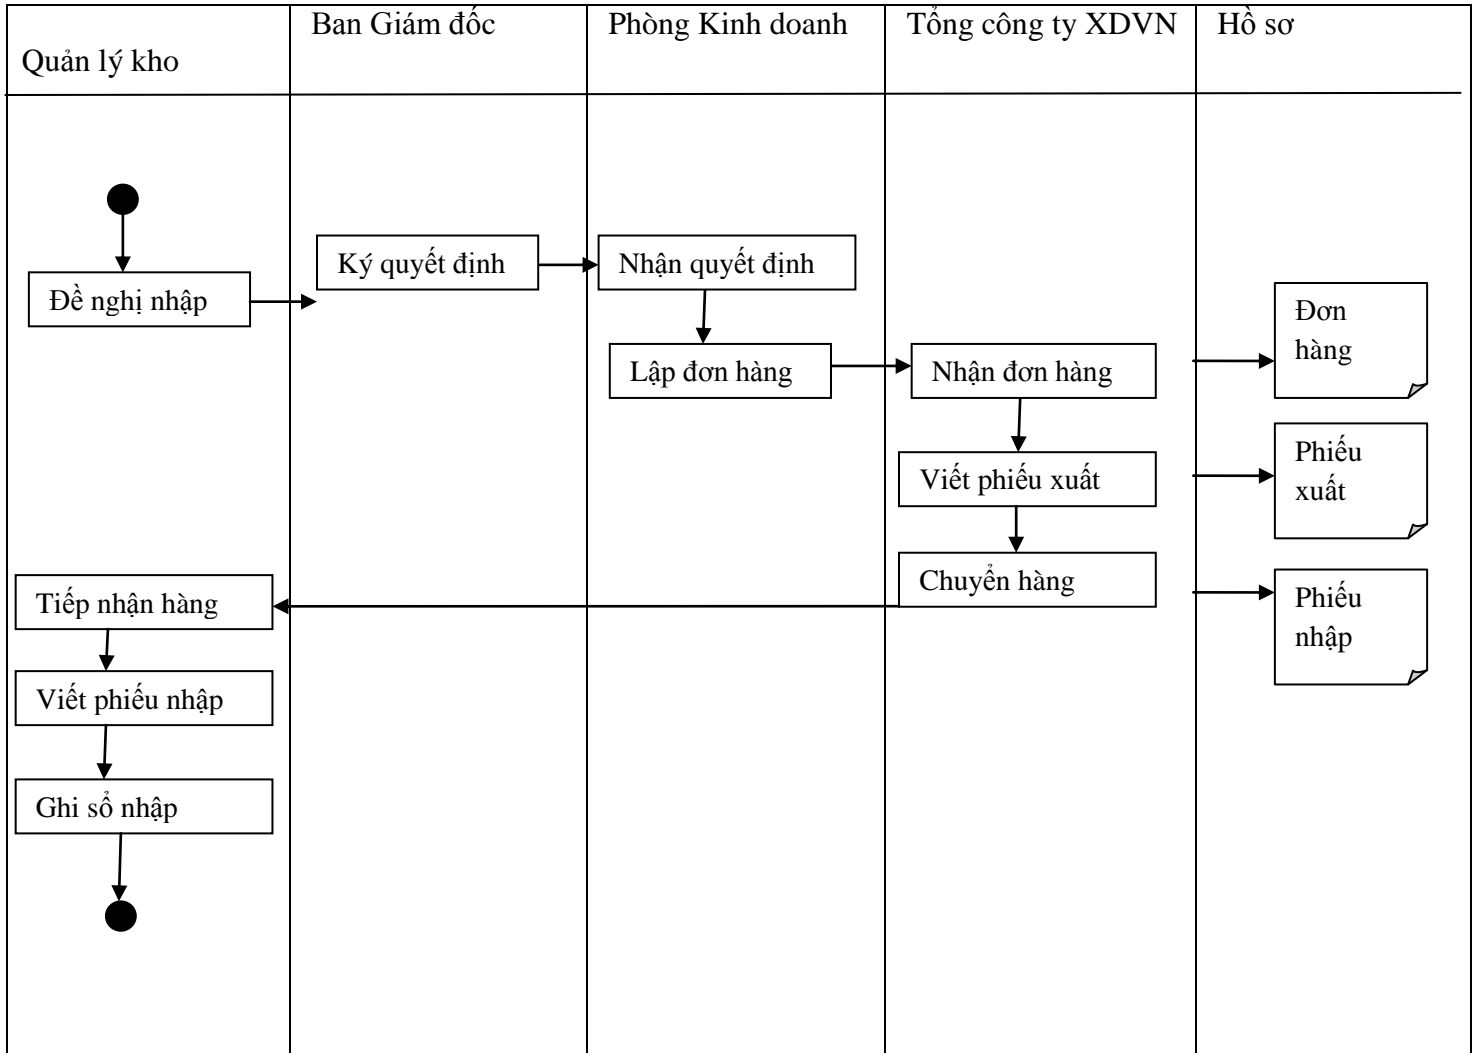 Quản lý kho
Ban Giám đốc
Phòng Kinh doanh
Tổng công ty XDVN
Hồ sơ
Đề nghị nhập
Ký quyết định
Nhận quyết định
Lập đơn hàng
Nhận đơn hàng
Đơn
hàng
Viết phiếu xuất
Phiếu
xuất
Chuyển hàng
Phiếu
nhập
Tiếp nhận hàng
Viết phiếu nhập
Ghi sổ nhập